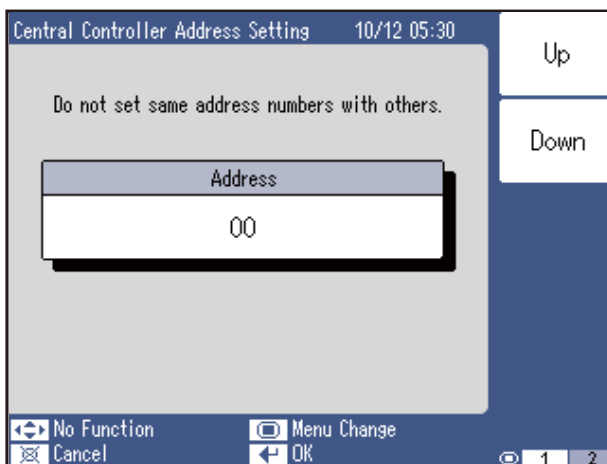 Central Controller Address Setting 10/12 05:30
Up
Do not set same address numbers with others.
Down
Address
00
No Function Menu Change
Cancel OK
1 2